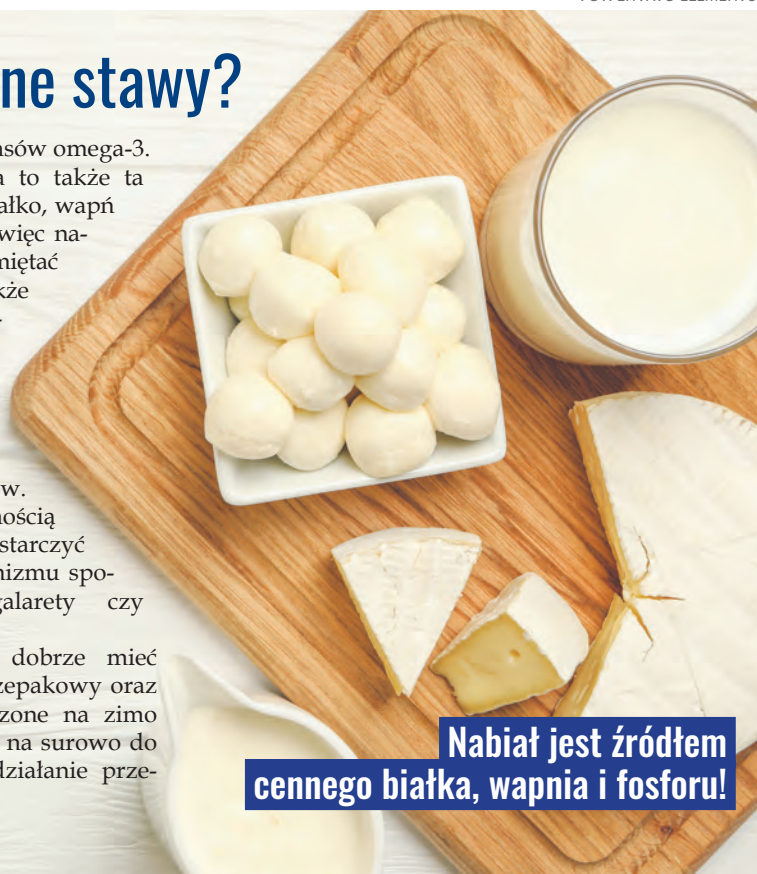 ne stawy?
sów omega-3.
a to także ta
ałko, wapń
więc na-
miętać
kże
w.
nością
starczyć
nizmu spo-
galarety czy
dobrze mieć
zepakowy oraz
zone na zimo
na surowo do
działanie prze-
Nabiał jest źródłem
cennego białka, wapnia i fosforu!